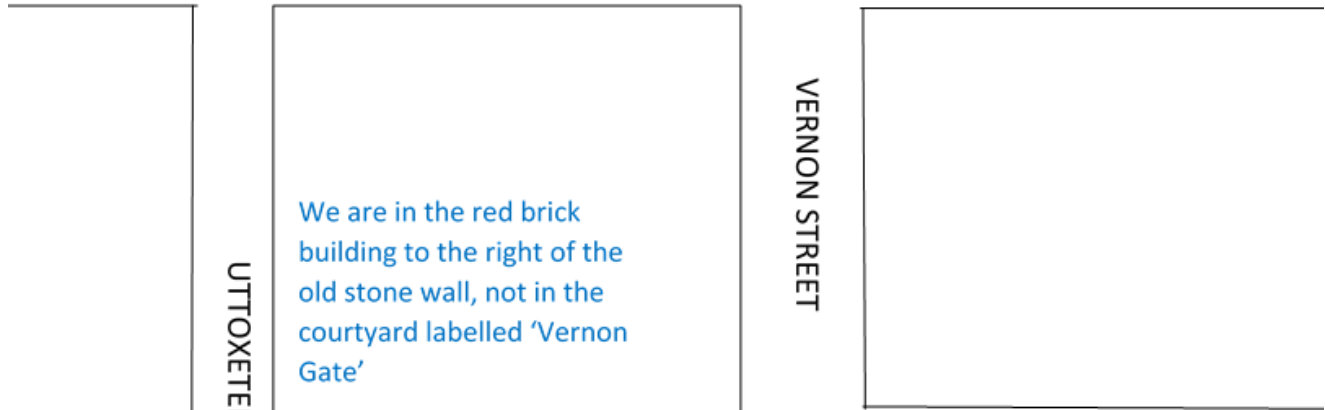 We are in the red brick
building to the right of the
old stone wall, not in the
courtyard labelled ‘Vernon
Gate’
VERNON STREET